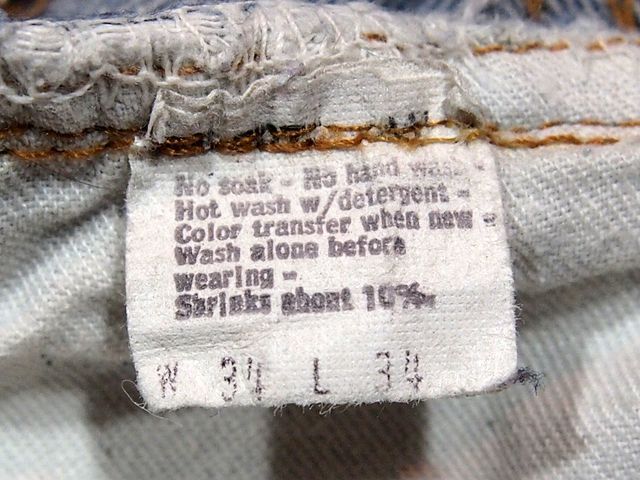 No soak - No hand wash -
Hot wash w/detergent -
Color transfer when new -
Wash alone before
wearing -
Shrinks about 10%.
W 34 L 34